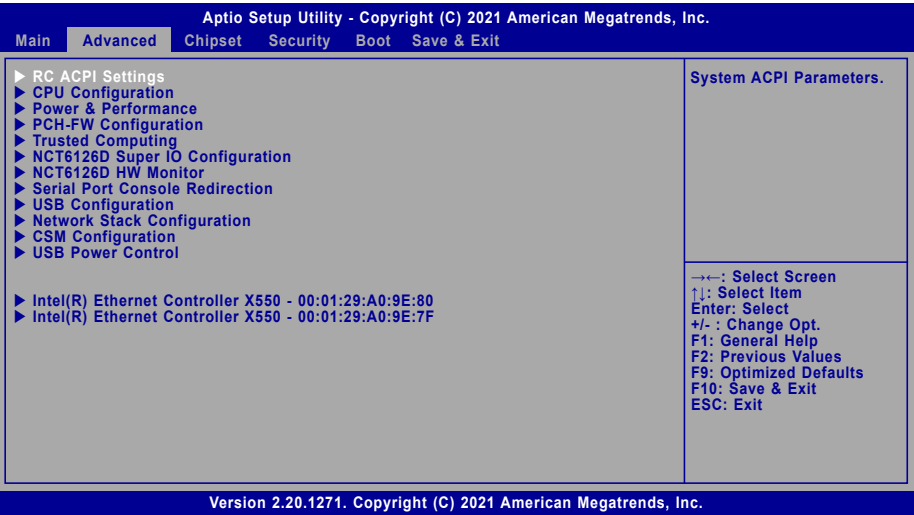 Aptio Setup Utility - Copyright (C) 2021 American Megatrends, Inc.
Main Advanced Chipset Security Boot Save & Exit
▶ RC ACPI Settings
▶ CPU Configuration
▶ Power & Performance
▶ PCH-FW Configuration
▶ Trusted Computing
▶ NCT6126D Super IO Configuration
▶ NCT6126D HW Monitor
▶ Serial Port Console Redirection
▶ USB Configuration
▶ Network Stack Configuration
▶ CSM Configuration
▶ USB Power Control
▶ Intel(R) Ethernet Controller X550 - 00:01:29:A0:9E:80
▶ Intel(R) Ethernet Controller X550 - 00:01:29:A0:9E:7F
System ACPI Parameters.
→←: Select Screen
↑↓: Select Item
Enter: Select
+/- : Change Opt.
F1: General Help
F2: Previous Values
F9: Optimized Defaults
F10: Save & Exit
ESC: Exit
Version 2.20.1271. Copyright (C) 2021 American Megatrends, Inc.